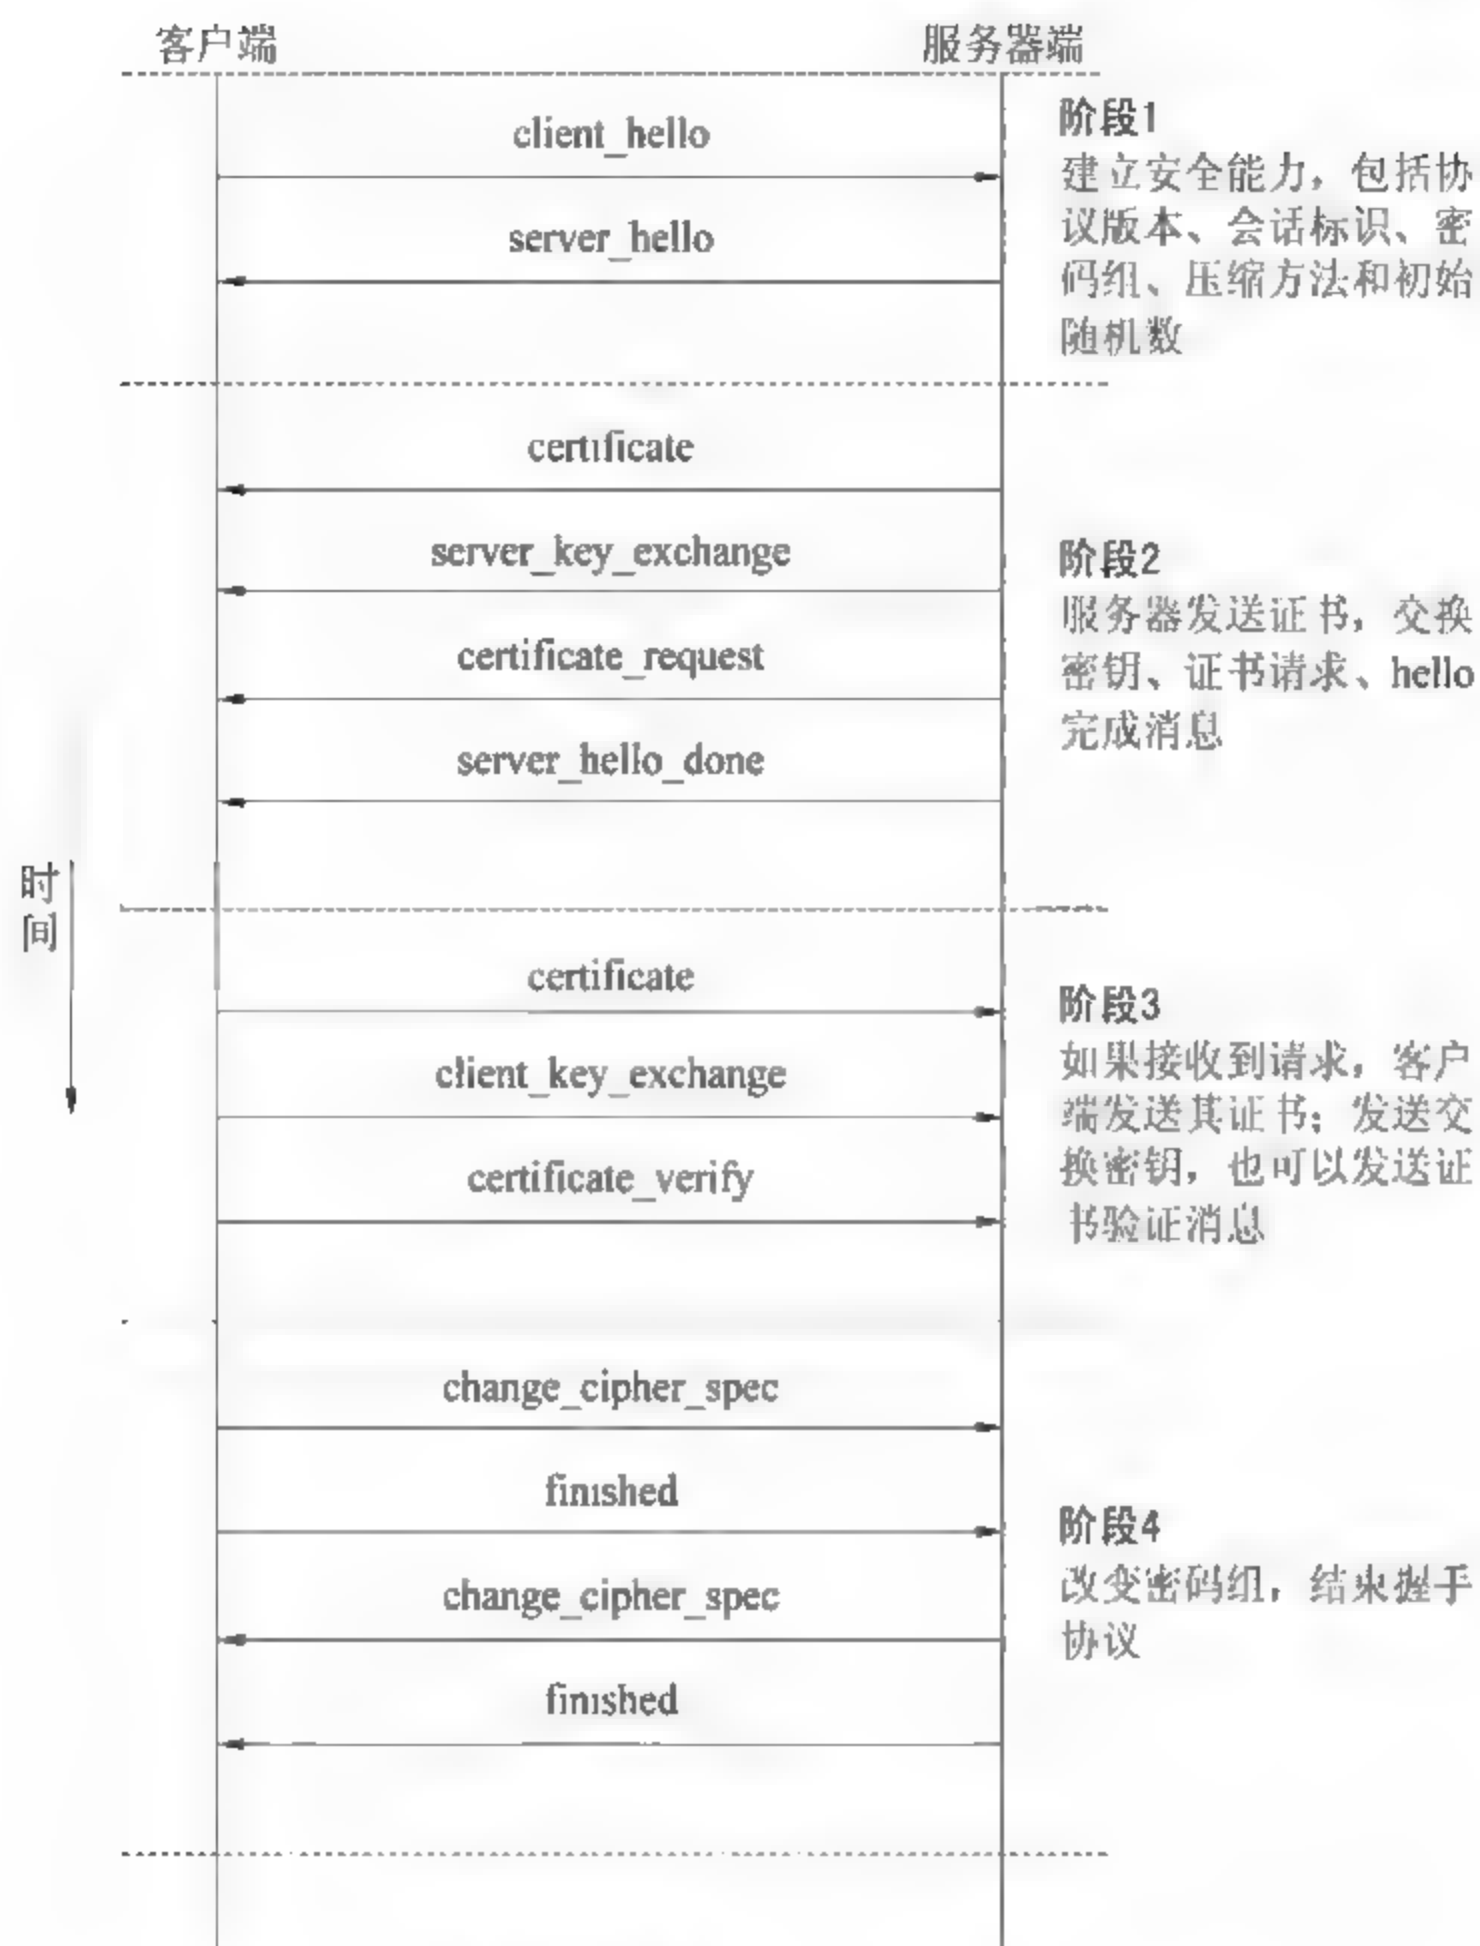 客户端
服务器端
client_hello
server_hello
阶段1
建立安全能力，包括协
议版本、会话标识、密
码组、压缩方法和初始
随机数
certificate
server_key_exchange
certificate_request
server_hello_done
阶段2
服务器发送证书，交换
密钥、证书请求、hello
完成消息
时
间
certificate
client_key_exchange
certificate_verify
阶段3
如果接收到请求，客户
端发送其证书；发送交
换密钥，也可以发送证
书验证消息
change_cipher_spec
finished
change_cipher_spec
finished
阶段4
改变密码组，结束握手
协议